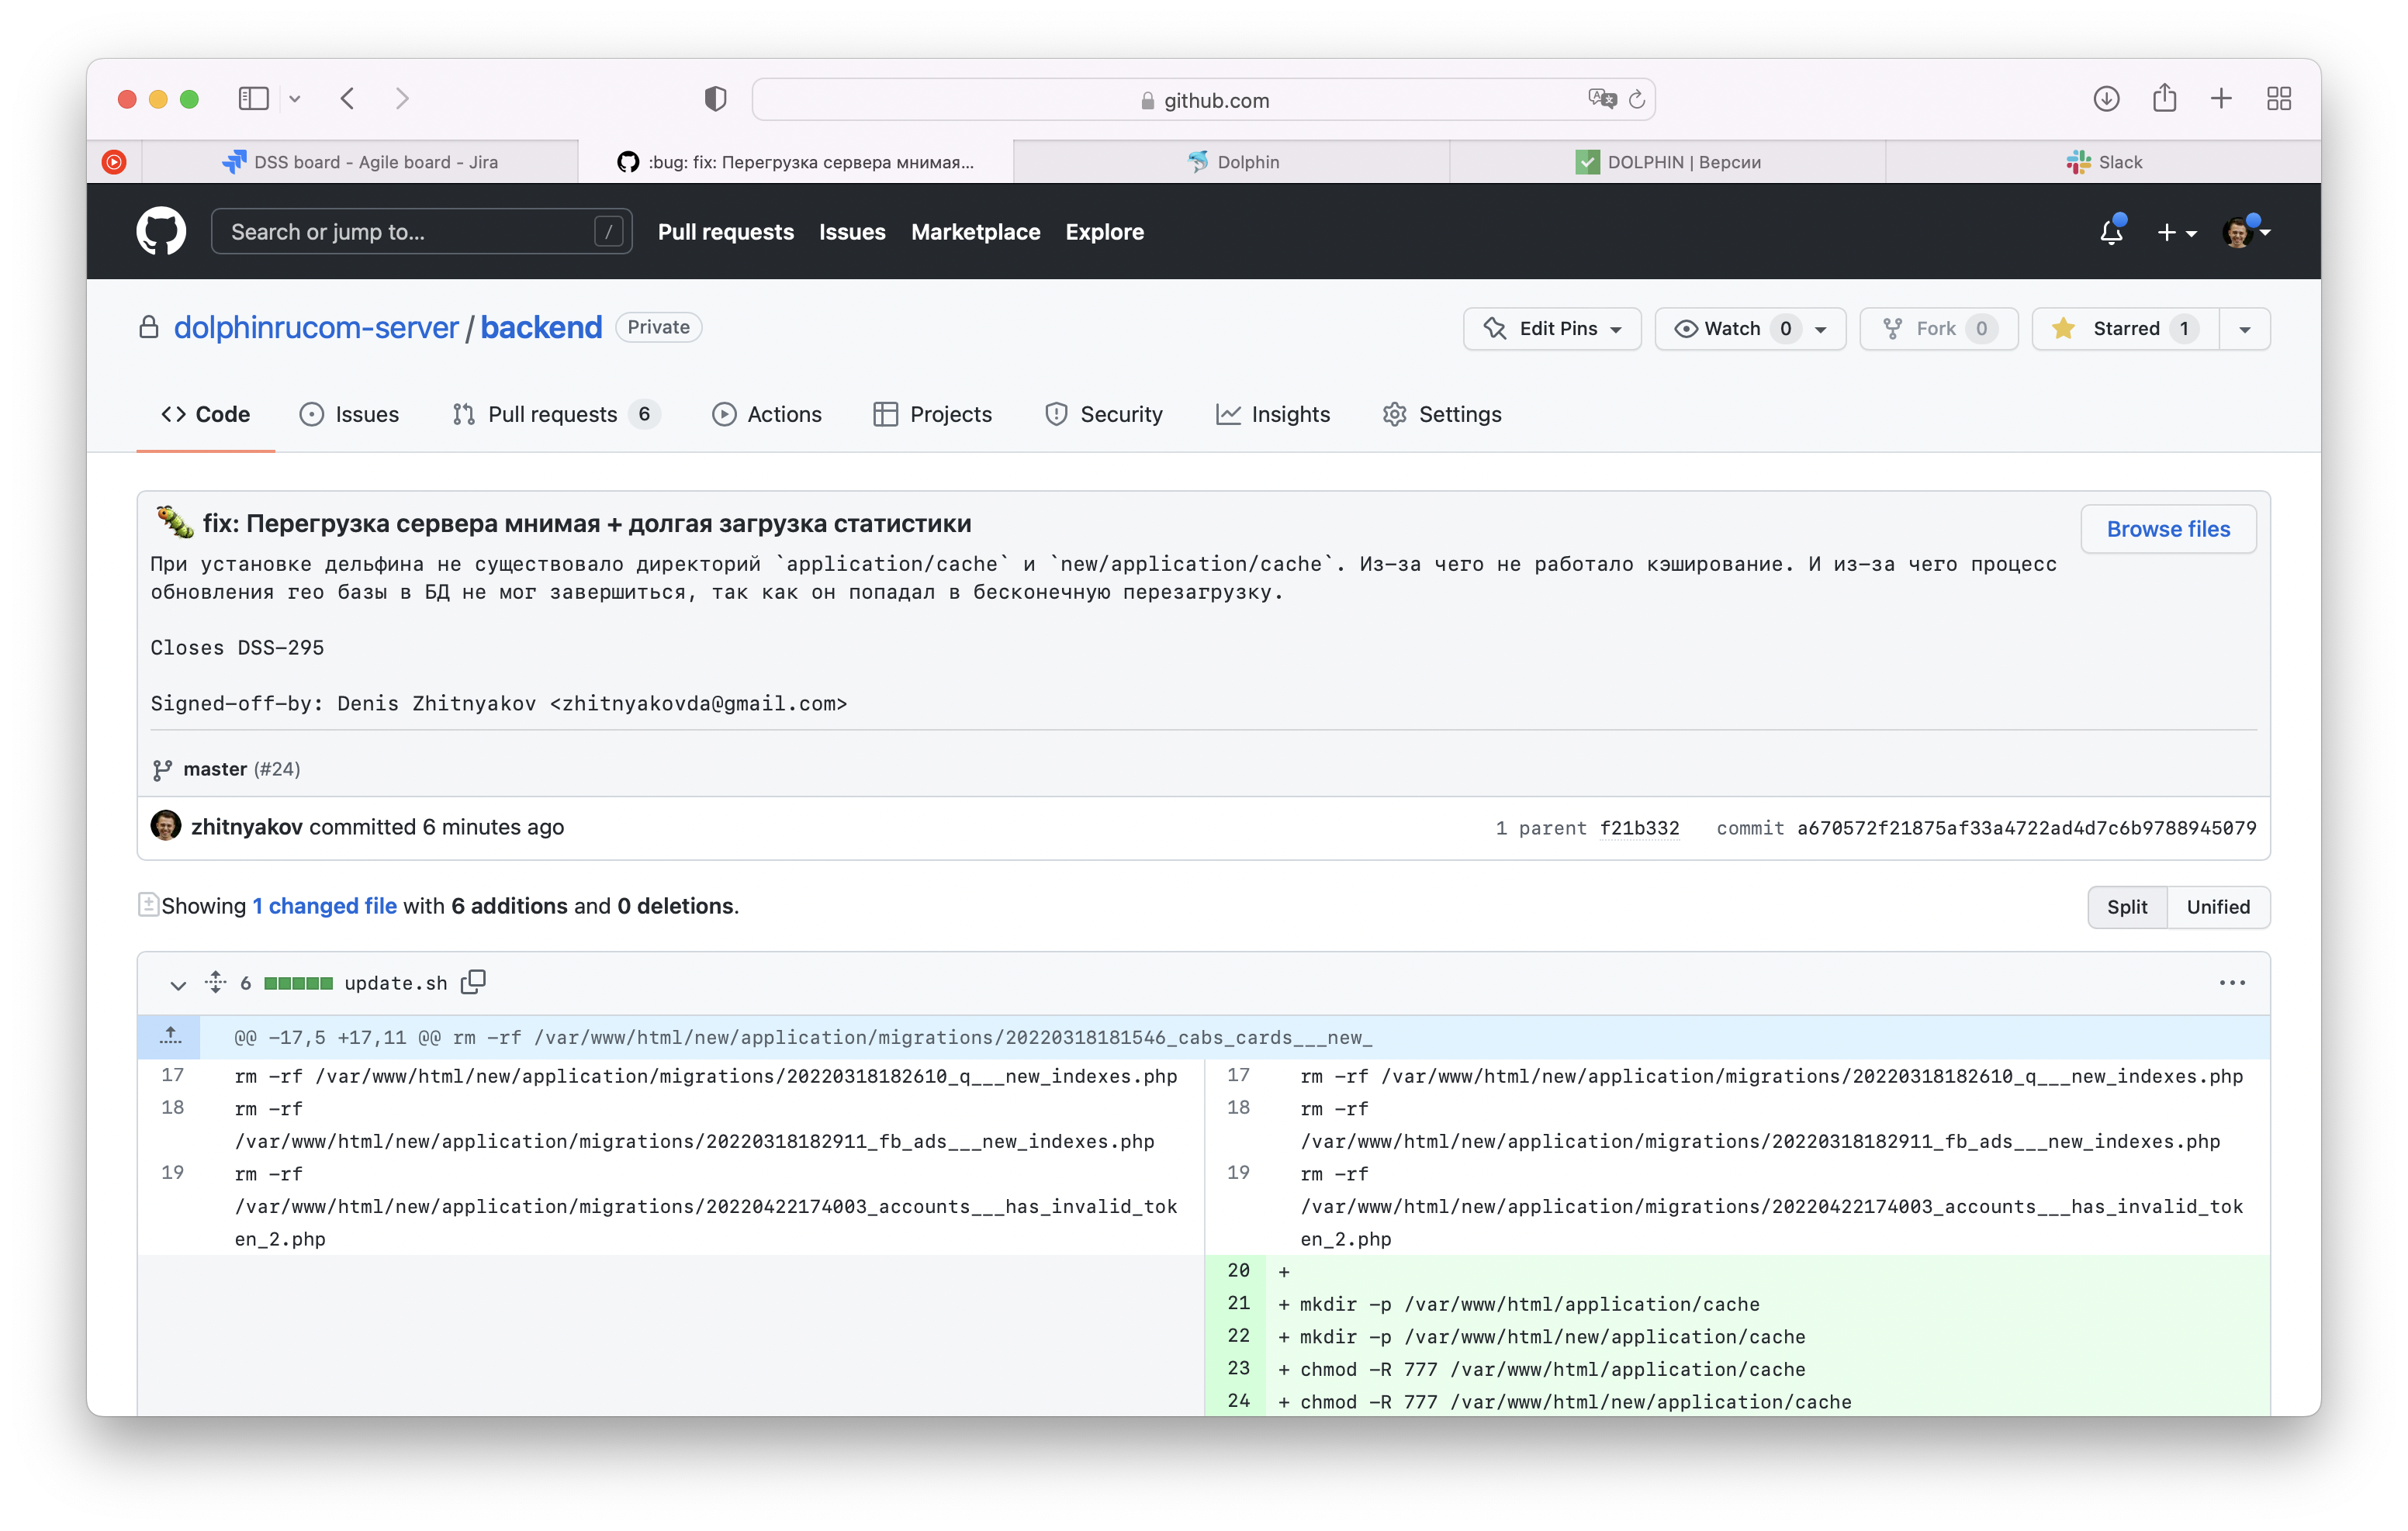 github.com
DSS board - Agile board - Jira
:bug: fix: Перегрузка сервера мнимая...
Dolphin
DOLPHIN | Версии
Slack
Search or jump to...
/
Pull requests
Issues
Marketplace
Explore
dolphinrucom-server / backend
Private
Edit Pins
Watch 0
Fork 0
Starred 1
Code
Issues
Pull requests 6
Actions
Projects
Security
Insights
Settings
fix: Перегрузка сервера мнимая + долгая загрузка статистики
Browse files
При установке дельфина не существовало директорий `application/cache` и `new/application/cache`. Из-за чего не работало кэширование. И из-за чего процесс
обновления гео базы в БД не мог завершиться, так как он попадал в бесконечную перезагрузку.
Closes DSS-295
Signed-off-by: Denis Zhitnyakov <zhitnyakovda@gmail.com>
master (#24)
zhitnyakov committed 6 minutes ago
1 parent f21b332 commit a670572f21875af33a4722ad4d7c6b9788945079
Showing 1 changed file with 6 additions and 0 deletions.
Split
Unified
6 update.sh
@@ -17,5 +17,11 @@ rm -rf /var/www/html/new/application/migrations/20220318181546_cabs_cards___new_
17 rm -rf /var/www/html/new/application/migrations/20220318182610_q___new_indexes.php
18 rm -rf
/var/www/html/new/application/migrations/20220318182911_fb_ads___new_indexes.php
19 rm -rf
/var/www/html/new/application/migrations/20220422174003_accounts___has_invalid_tok
en_2.php
17 rm -rf /var/www/html/new/application/migrations/20220318182610_q___new_indexes.php
18 rm -rf
/var/www/html/new/application/migrations/20220318182911_fb_ads___new_indexes.php
19 rm -rf
/var/www/html/new/application/migrations/20220422174003_accounts___has_invalid_tok
en_2.php
20 +
21 + mkdir -p /var/www/html/application/cache
22 + mkdir -p /var/www/html/new/application/cache
23 + chmod -R 777 /var/www/html/application/cache
24 + chmod -R 777 /var/www/html/new/application/cache